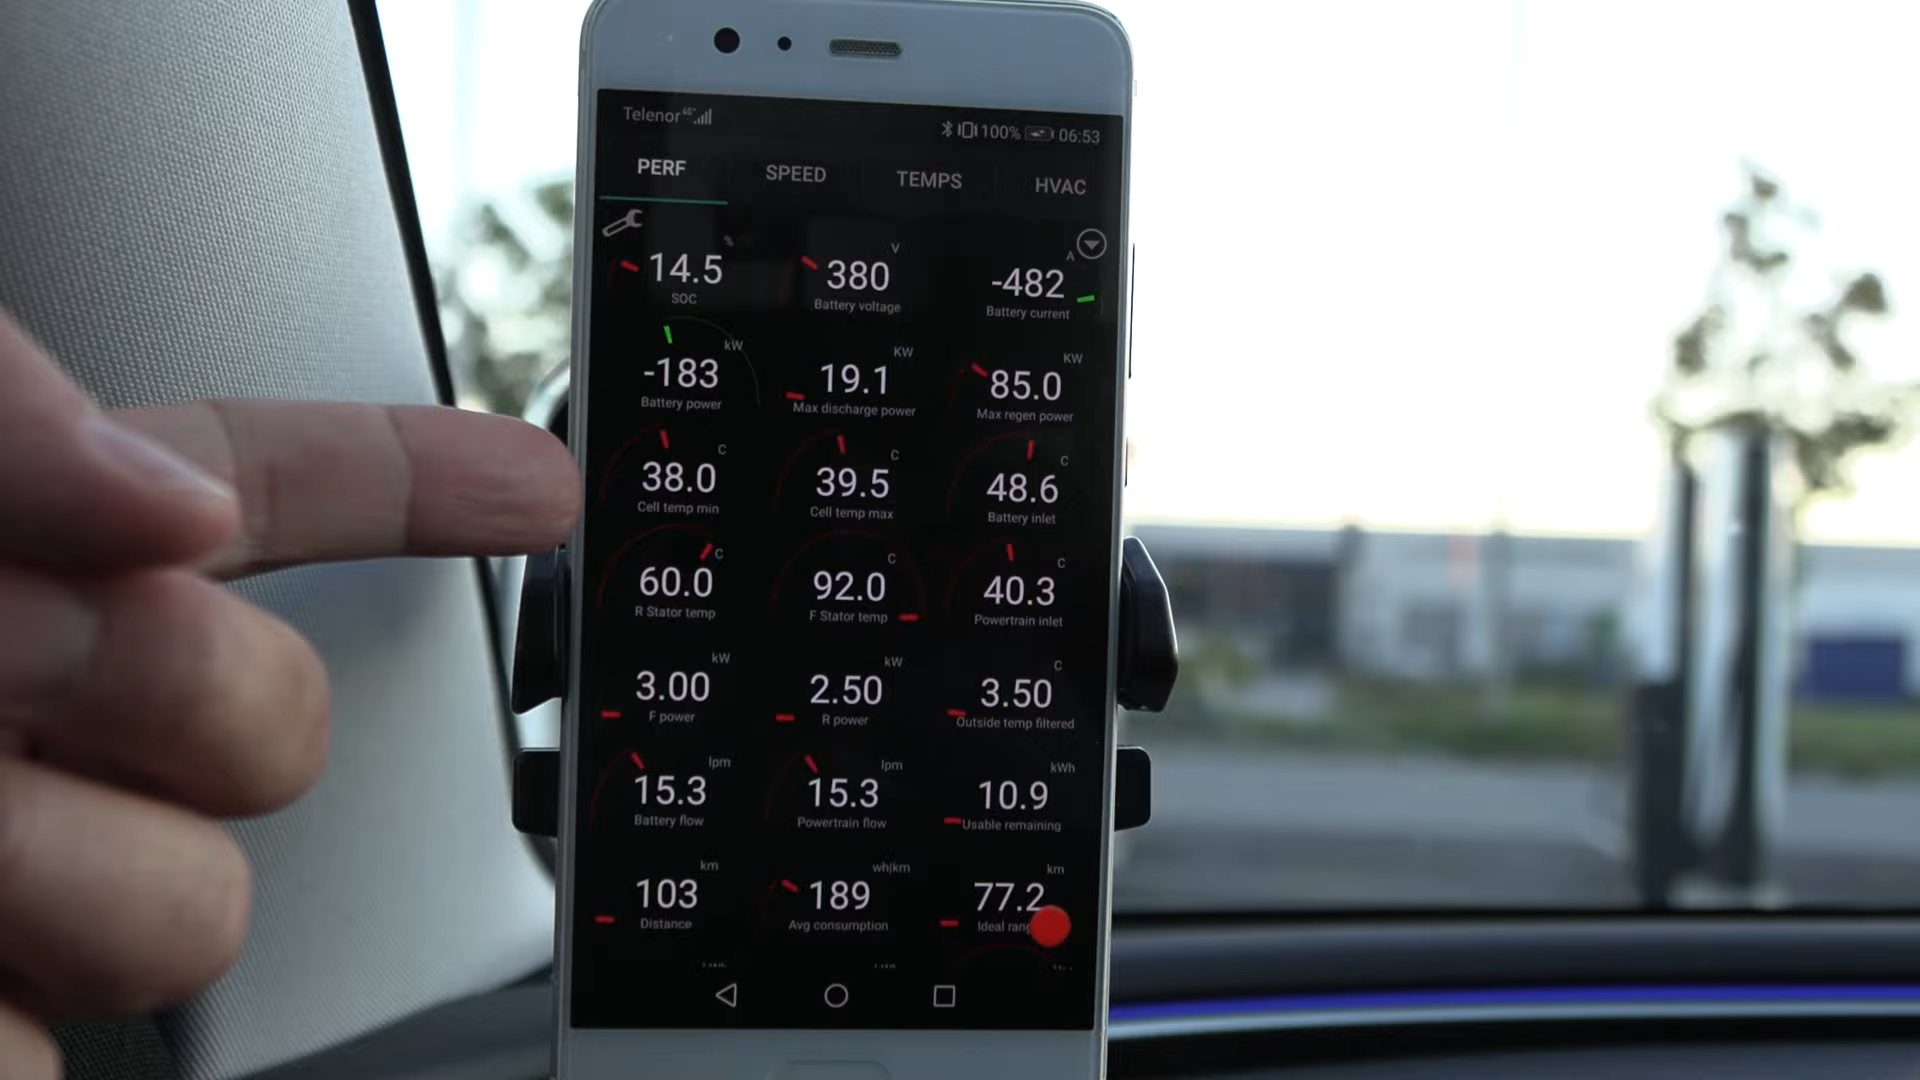 Telenor 4G+ 100% 06:53
PERF SPEED TEMPS HVAC
% V A
14.5 380 -482
SOC Battery voltage Battery current
kW KW KW
-183 19.1 85.0
Battery power Max discharge power Max regen power
C C C
38.0 39.5 48.6
Cell temp min Cell temp max Battery inlet
C C C
60.0 92.0 40.3
R Stator temp F Stator temp Powertrain inlet
kW kW C
3.00 2.50 3.50
F power R power Outside temp filtered
lpm lpm kWh
15.3 15.3 10.9
Battery flow Powertrain flow Usable remaining
km wh|km km
103 189 77.2
Distance Avg consumption Ideal